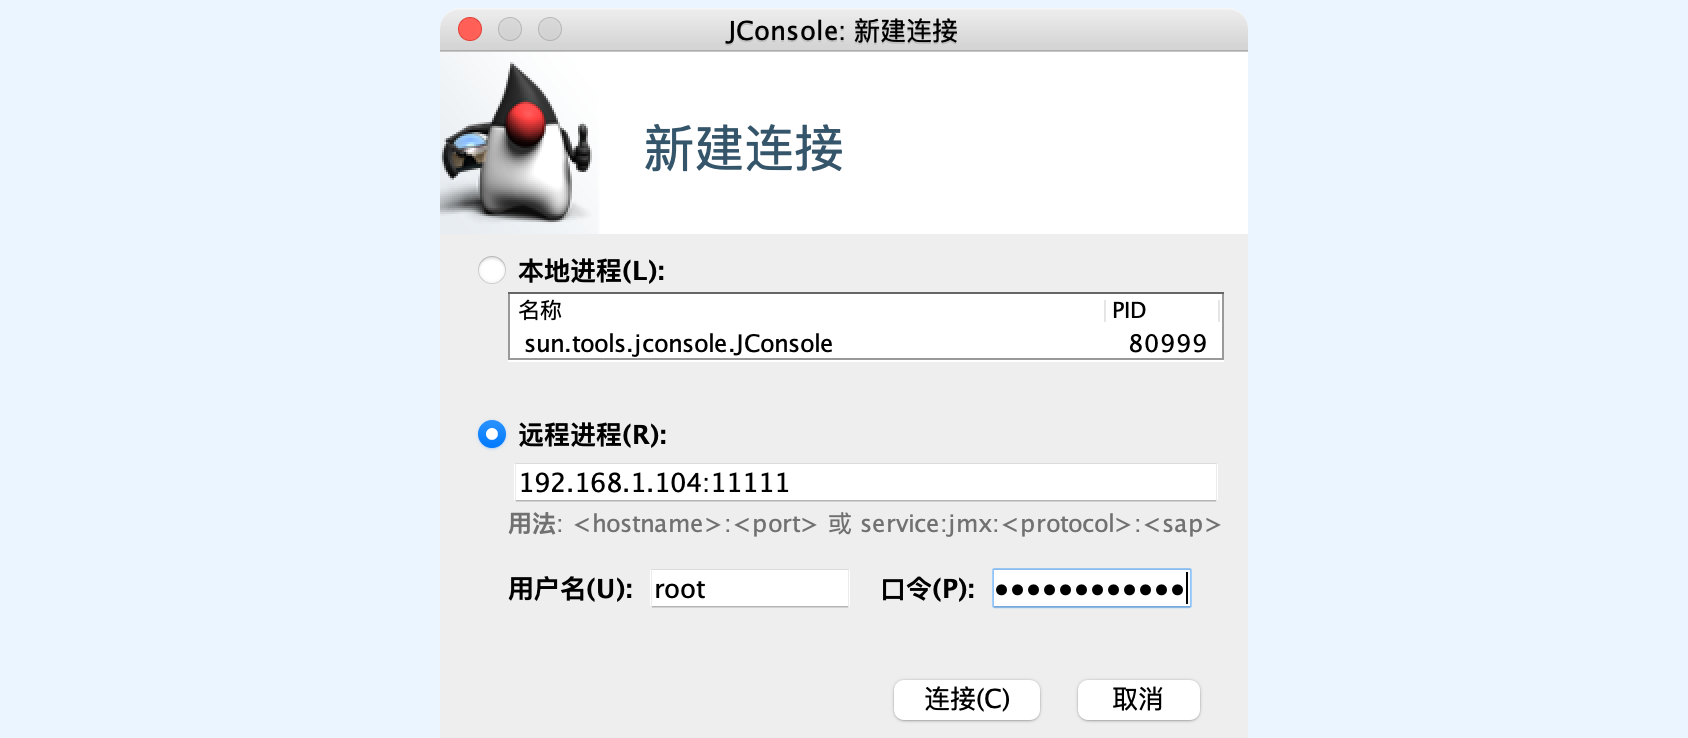 JConsole: 新建连接
新建连接
本地进程(L):
名称 PID
sun.tools.jconsole.JConsole 80999
远程进程(R):
192.168.1.104:11111
用法: <hostname>:<port> 或 service:jmx:<protocol>:<sap>
用户名(U): root 口令(P): ••••••••••••
连接(C) 取消